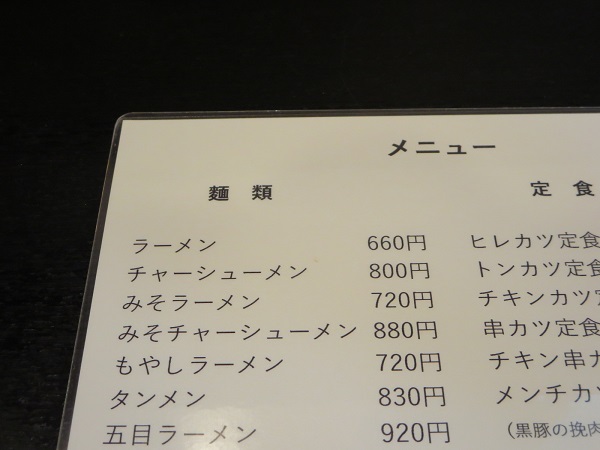 メニュー
麺類
ラーメン 660円
チャーシューメン 800円
みそラーメン 720円
みそチャーシューメン 880円
もやしラーメン 720円
タンメン 830円
五目ラーメン 920円
定食
ヒレカツ定食
トンカツ定食
チキンカツ定
串カツ定食
チキン串カ
メンチカツ
(黒豚の挽肉